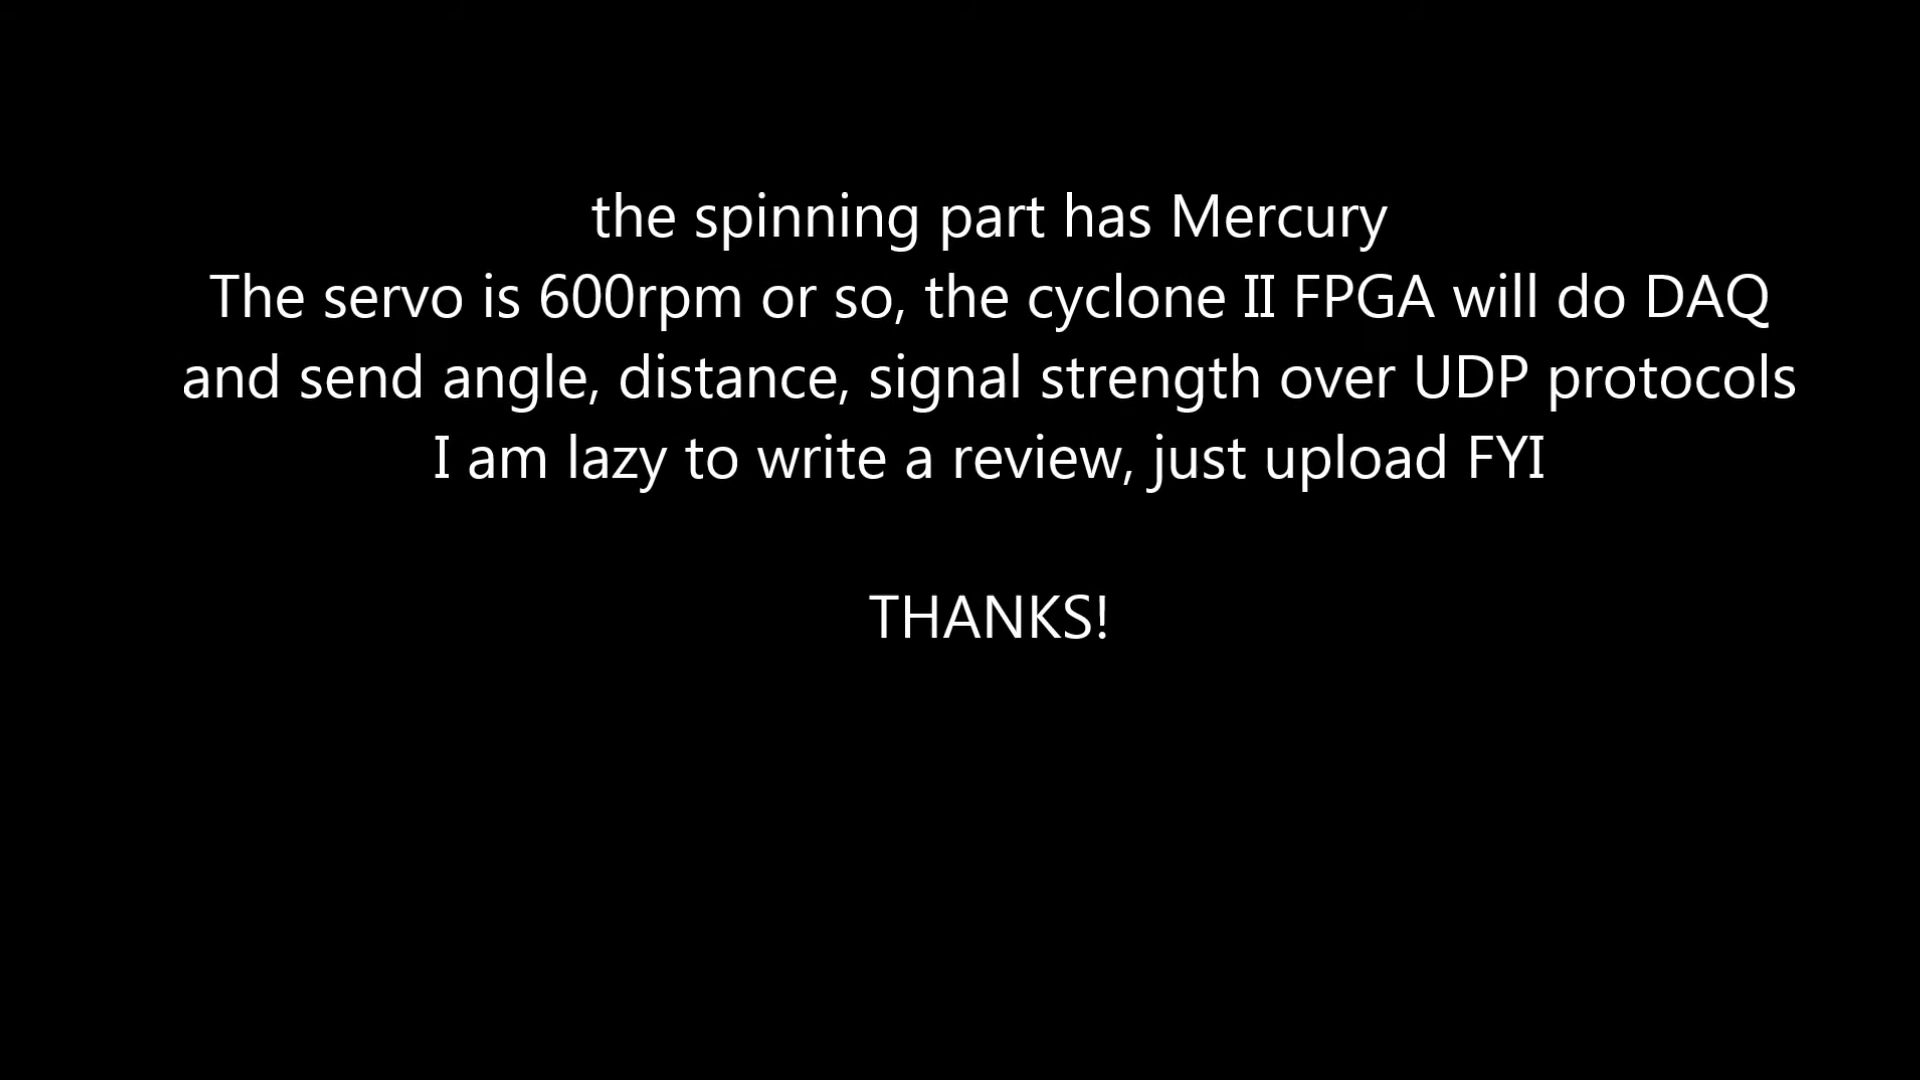 the spinning part has Mercury
The servo is 600rpm or so, the cyclone II FPGA will do DAQ
and send angle, distance, signal strength over UDP protocols
I am lazy to write a review, just upload FYI
THANKS!